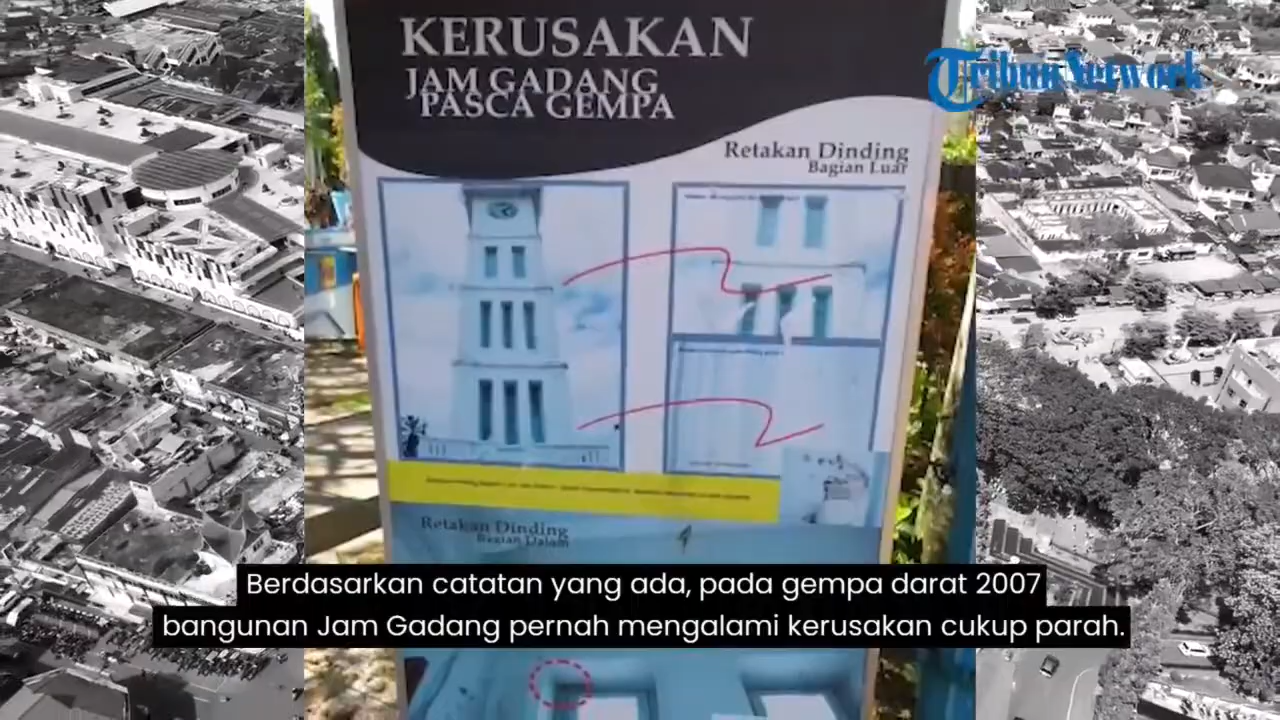 KERUSAKAN
JAM GADANG
PASCA GEMPA
Tribun Network
Retakan Dinding
Bagian Luar
Retakan Dinding
Bagian Dalam
Berdasarkan catatan yang ada, pada gempa darat 2007
bangunan Jam Gadang pernah mengalami kerusakan cukup parah.